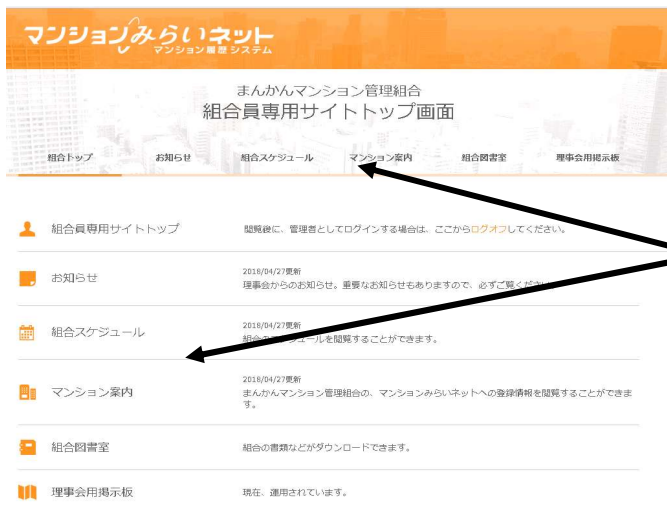 マンションみらいネット
マンション履歴システム
まんかんマンション管理組合
組合員専用サイトトップ画面
組合トップ お知らせ 組合スケジュール マンション案内 組合図書室 理事会用掲示板
組合員専用サイトトップ 閲覧後に、管理者としてログインする場合は、ここからログオフしてください。
2018/04/27更新
お知らせ 理事会からのお知らせ。重要なお知らせもありますので、必ずご覧ください
2018/04/27更新
組合スケジュール 組合のスケジュールを閲覧することができます。
2018/04/27更新
マンション案内 まんかんマンション管理組合の、マンションみらいネットへの登録情報を閲覧することができま
す。
組合図書室 組合の書類などがダウンロードできます。
理事会用掲示板 現在、運用されています。